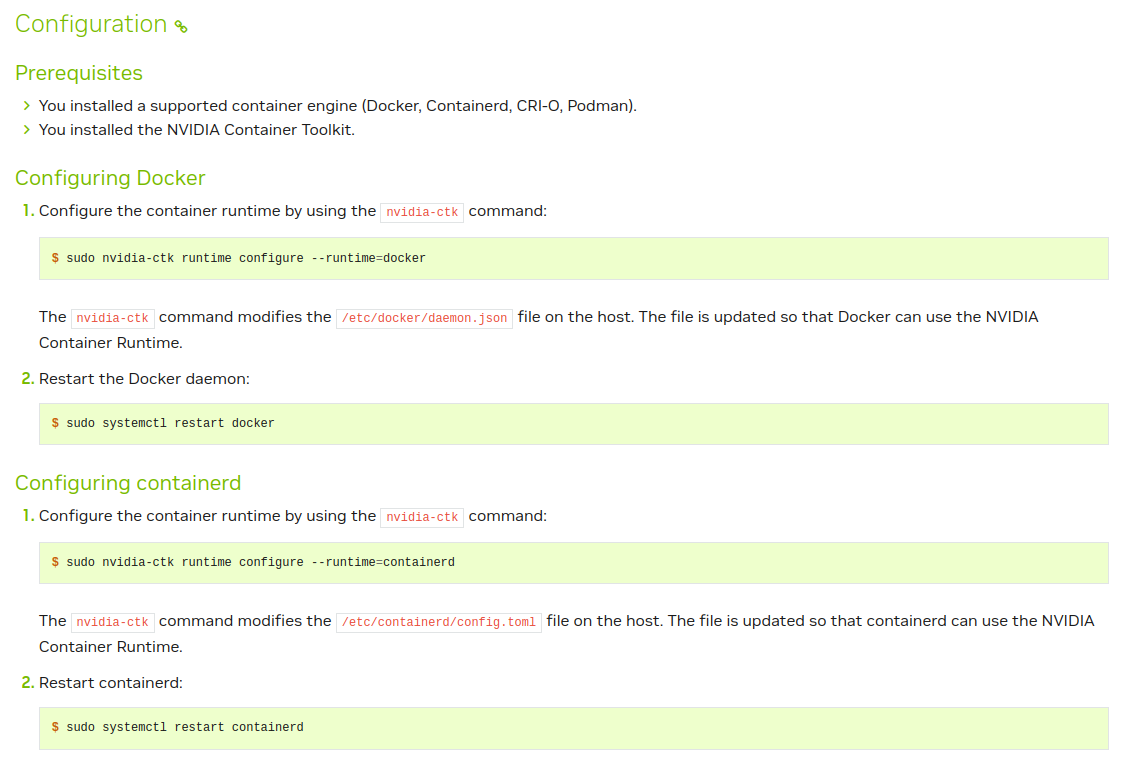 Configuration
Prerequisites
You installed a supported container engine (Docker, Containerd, CRI-O, Podman).
You installed the NVIDIA Container Toolkit.
Configuring Docker
1. Configure the container runtime by using the nvidia-ctk command:
$ sudo nvidia-ctk runtime configure --runtime=docker
The nvidia-ctk command modifies the /etc/docker/daemon.json file on the host. The file is updated so that Docker can use the NVIDIA
Container Runtime.
2. Restart the Docker daemon:
$ sudo systemctl restart docker
Configuring containerd
1. Configure the container runtime by using the nvidia-ctk command:
$ sudo nvidia-ctk runtime configure --runtime=containerd
The nvidia-ctk command modifies the /etc/containerd/config.toml file on the host. The file is updated so that containerd can use the NVIDIA
Container Runtime.
2. Restart containerd:
$ sudo systemctl restart containerd